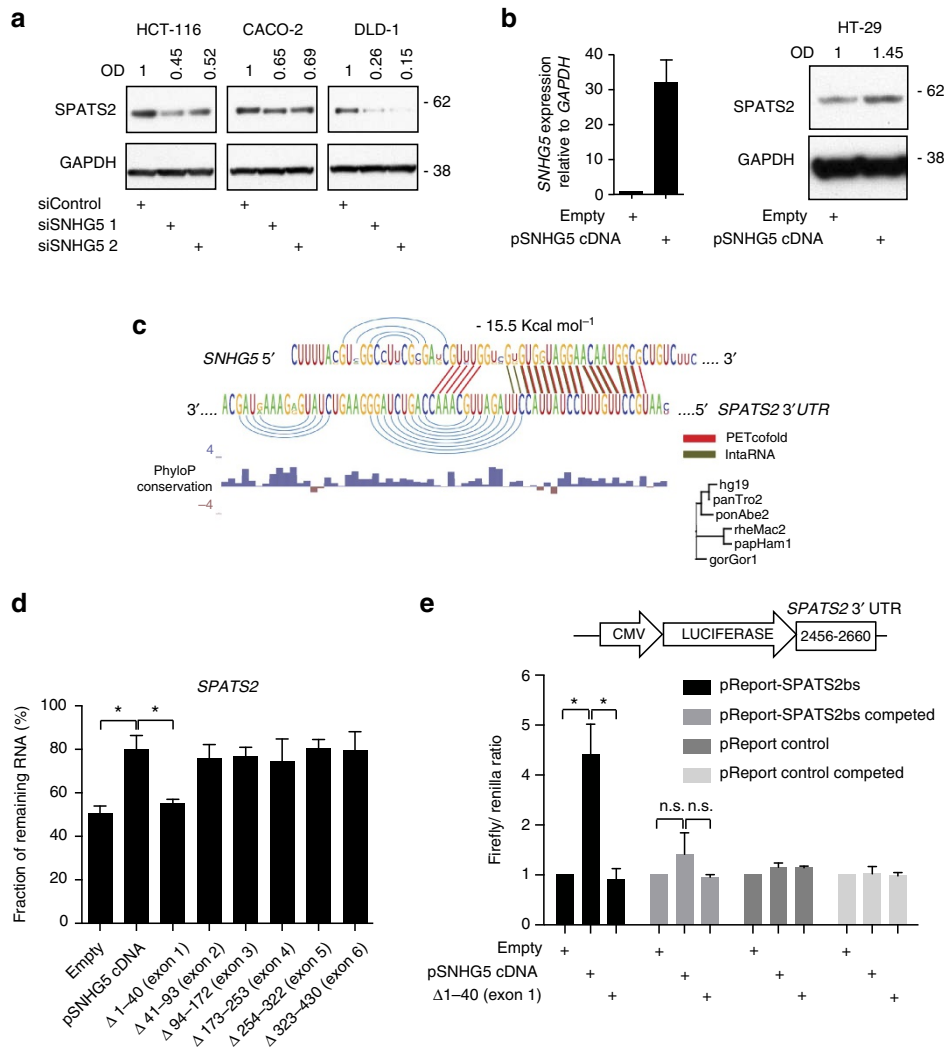 a
HCT-116 CACO-2 DLD-1
OD 1 0.45 0.52 1 0.65 0.69 1 0.26 0.15
SPATS2 - 62
GAPDH - 38
siControl + + +
siSNHG5 1 + + +
siSNHG5 2 + + +
b
SNHG5 expression
relative to GAPDH
40
30
20
10
0
Empty +
pSNHG5 cDNA +
HT-29
OD 1 1.45
SPATS2 - 62
GAPDH - 38
Empty +
pSNHG5 cDNA +
c
- 15.5 Kcal mol–1
SNHG5 5′ .... 3′
3′.... ....5′ SPATS2 3′UTR
PETcofold
IntaRNA
4
PhyloP
conservation
–4
hg19
panTro2
ponAbe2
rheMac2
papHam1
gorGor1
d
SPATS2
Fraction of remaining RNA (%)
100
80
60
40
20
0
* *
Empty
pSNHG5 cDNA
Δ 1–40 (exon 1)
Δ 41–93 (exon 2)
Δ 94–172 (exon 3)
Δ 173–253 (exon 4)
Δ 254–322 (exon 5)
Δ 323–430 (exon 6)
e
SPATS2 3′ UTR
CMV LUCIFERASE 2456-2660
Firefly/ renilla ratio
6
5
4
2
1
0
* *
n.s. n.s.
pReport-SPATS2bs
pReport-SPATS2bs competed
pReport control
pReport control competed
Empty + + + +
pSNHG5 cDNA + + + +
Δ1–40 (exon 1) + + + +